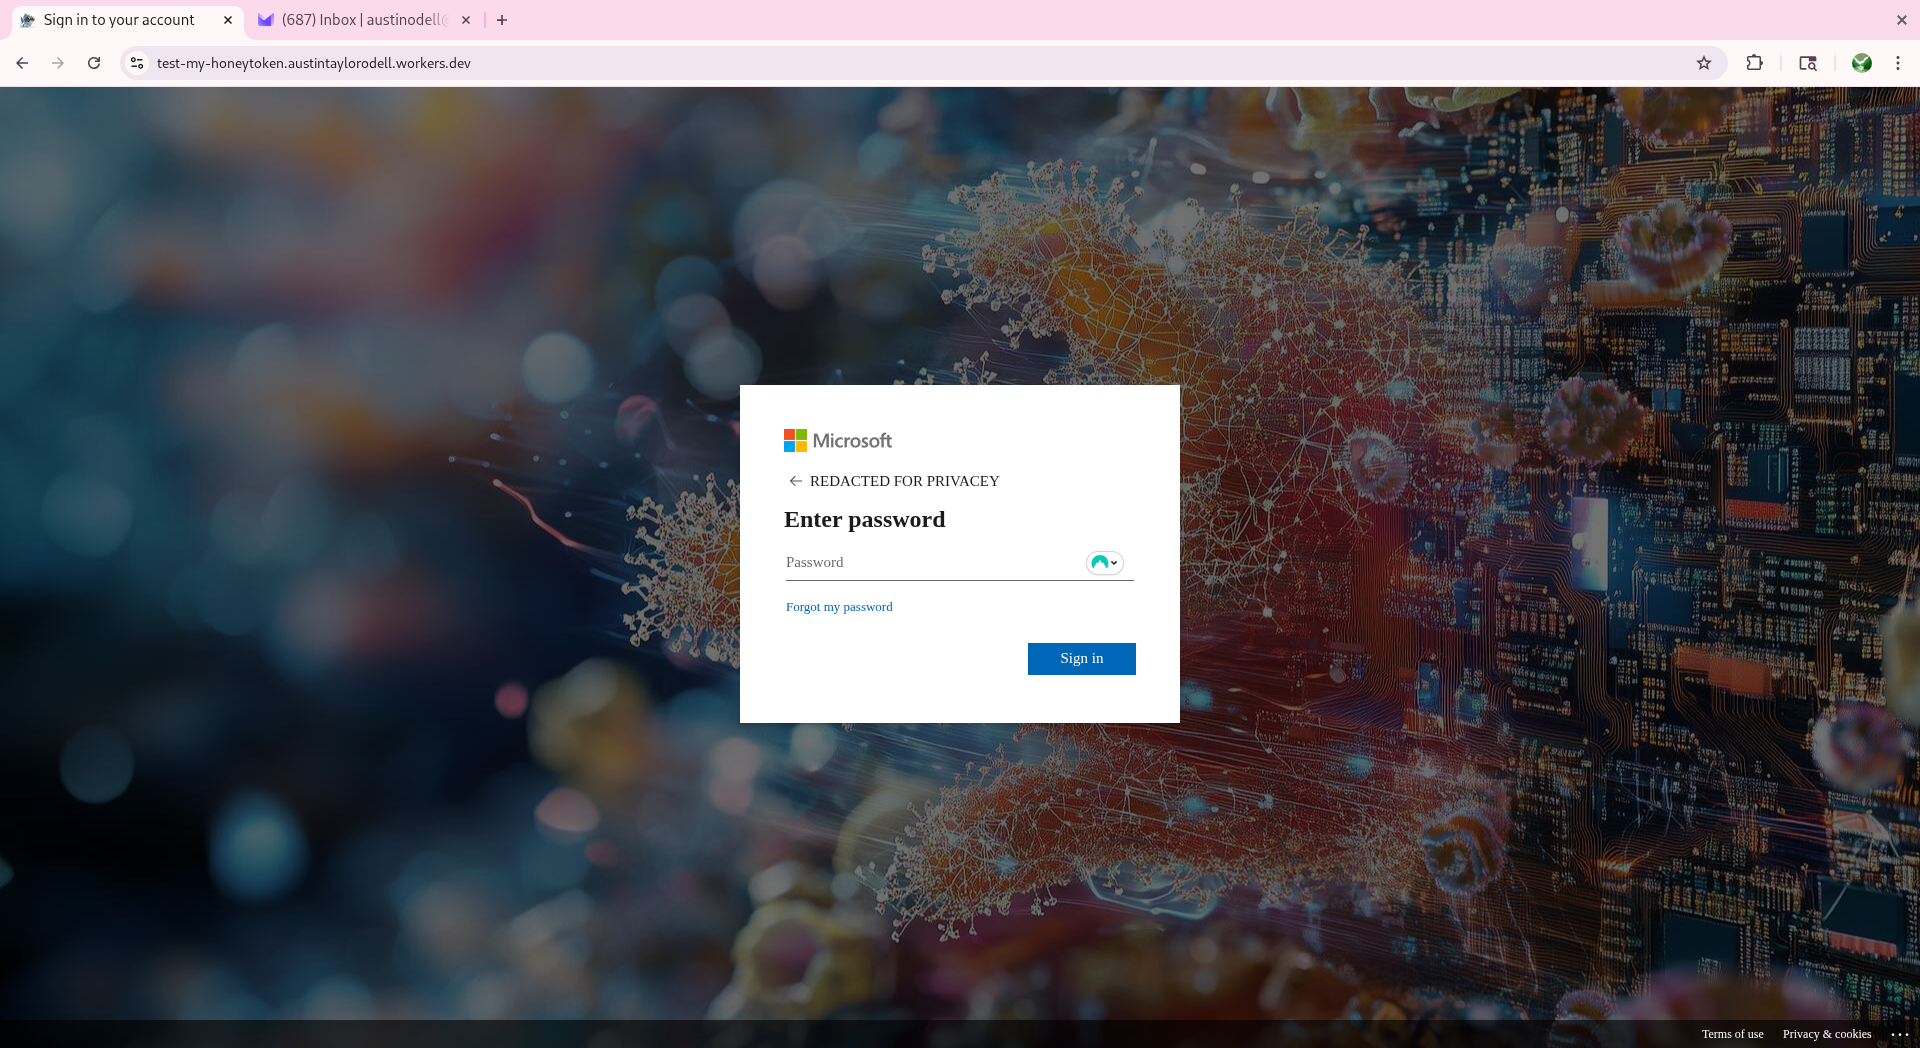 Sign in to your account
(687) Inbox | austinodell@
test-my-honeytoken.austintaylorodell.workers.dev
Microsoft
REDACTED FOR PRIVACEY
Enter password
Password
Forgot my password
Sign in
Terms of use Privacy & cookies ...